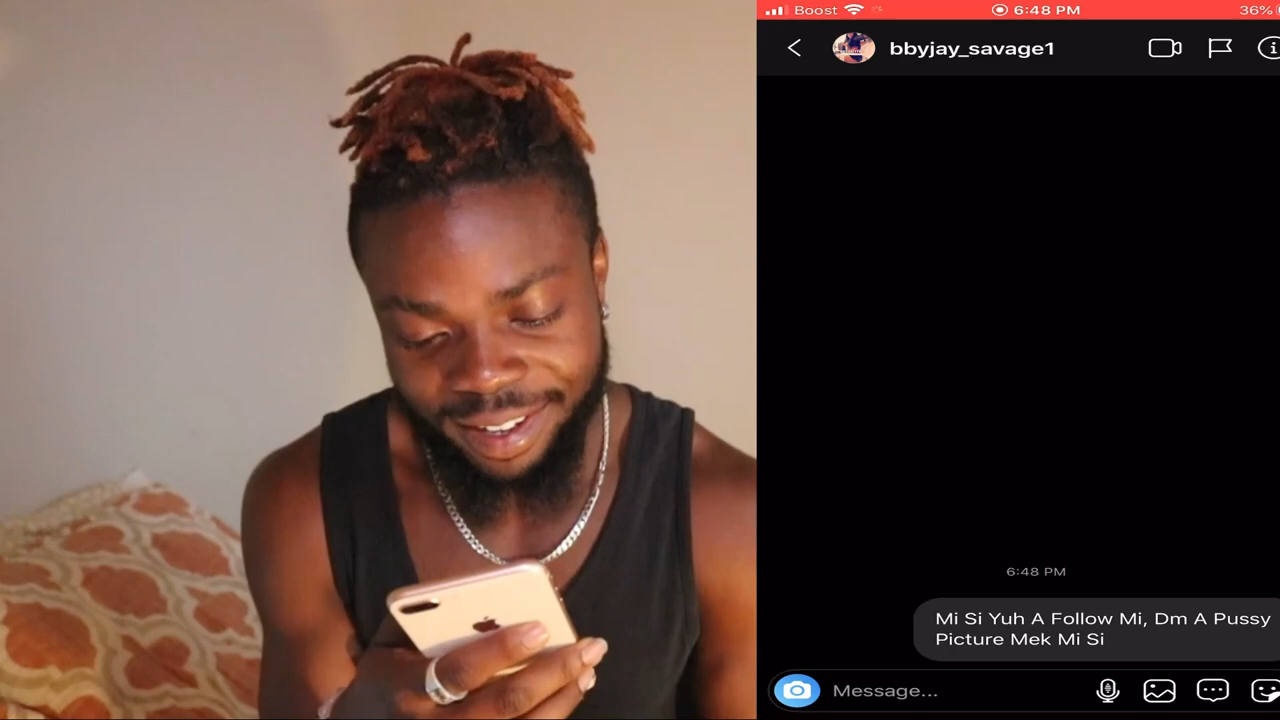 Boost 6:48 PM 36%
bbyjay_savage1
6:48 PM
Mi Si Yuh A Follow Mi, Dm A Pussy
Picture Mek Mi Si
Message...